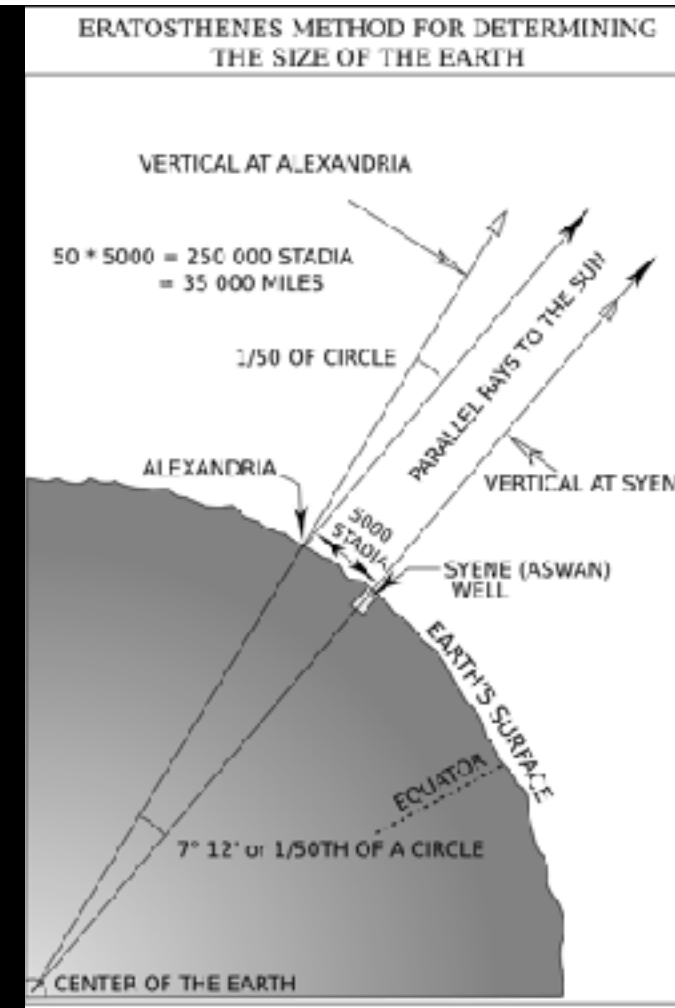 ERATOSTHENES METHOD FOR DETERMINING
THE SIZE OF THE EARTH
VERTICAL AT ALEXANDRIA
50 * 5000 = 250 000 STADIA
= 35 000 MILES
1/50 OF CIRCLE
PARALLEL RAYS TO THE SUN
ALEXANDRIA
VERTICAL AT SYEN
5000
STADIA
SYENE (ASWAN)
WELL
EARTH'S SURFACE
EQUATOR
7° 12' or 1/50TH OF A CIRCLE
CENTER OF THE EARTH